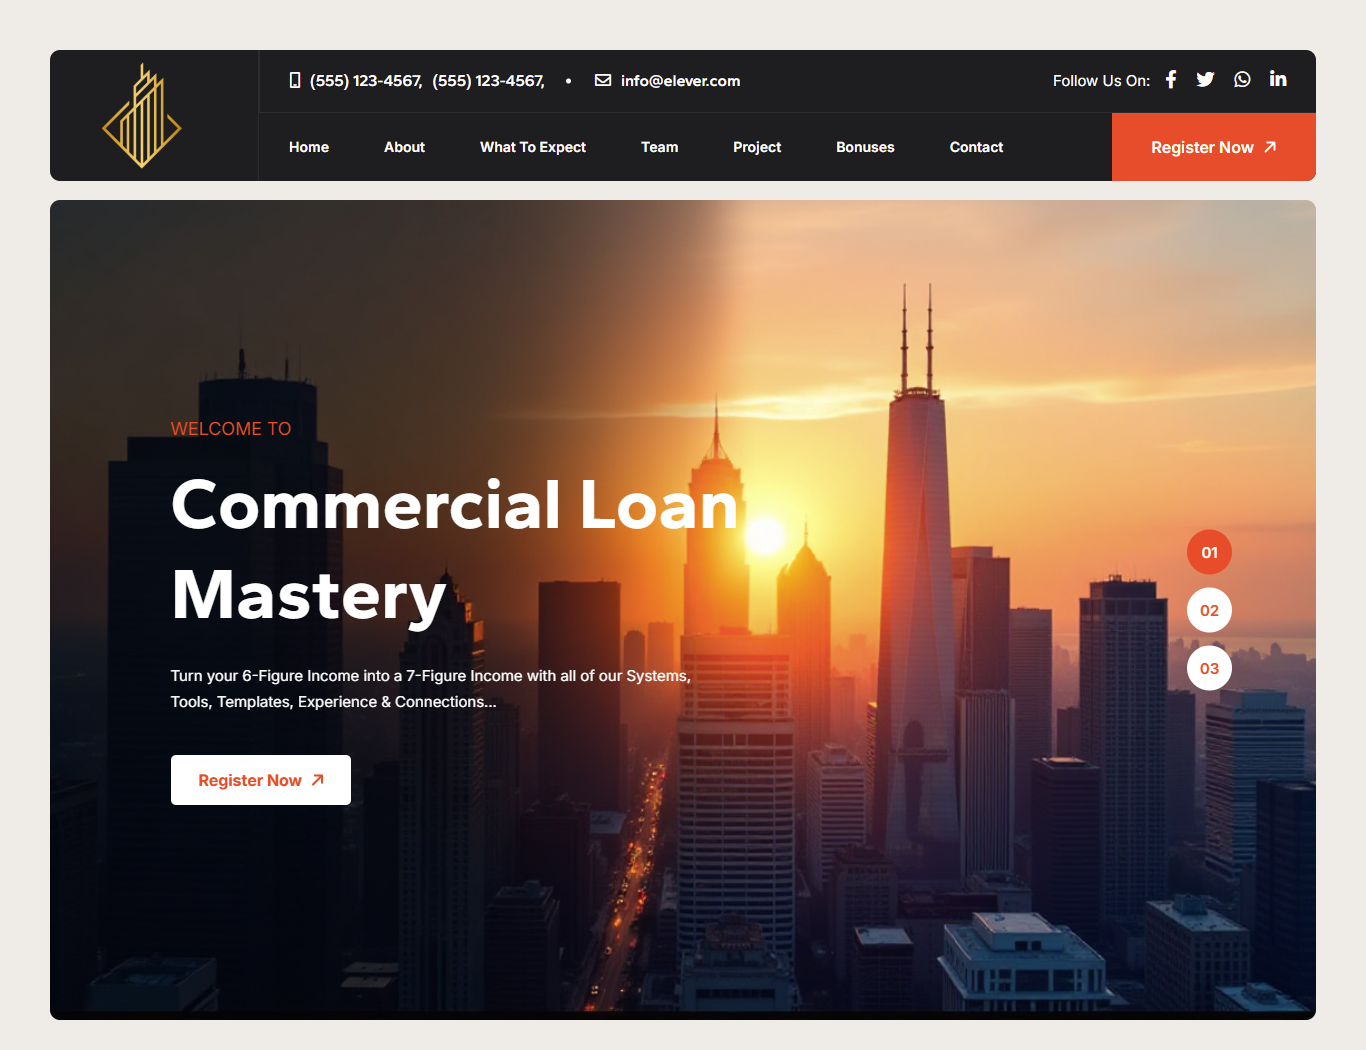 (555) 123-4567, (555) 123-4567, • info@elever.com
Follow Us On:
Home About What To Expect Team Project Bonuses Contact
Register Now
WELCOME TO
Commercial Loan
Mastery
Turn your 6-Figure Income into a 7-Figure Income with all of our Systems,
Tools, Templates, Experience & Connections...
Register Now
01
02
03